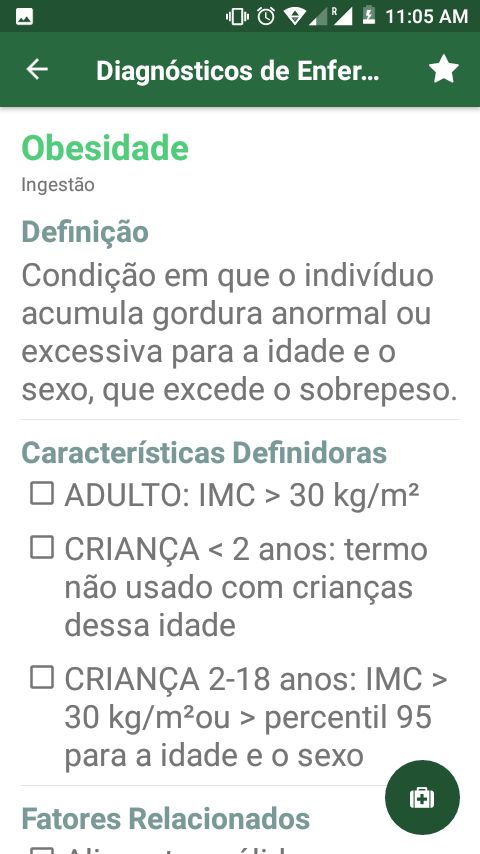 R
11:05 AM
Diagnósticos de Enfer...
Obesidade
Ingestão
Definição
Condição em que o indivíduo
acumula gordura anormal ou
excessiva para a idade e o
sexo, que excede o sobrepeso.
Características Definidoras
ADULTO: IMC > 30 kg/m²
CRIANÇA < 2 anos: termo
não usado com crianças
dessa idade
CRIANÇA 2-18 anos: IMC >
30 kg/m²ou > percentil 95
para a idade e o sexo
Fatores Relacionados